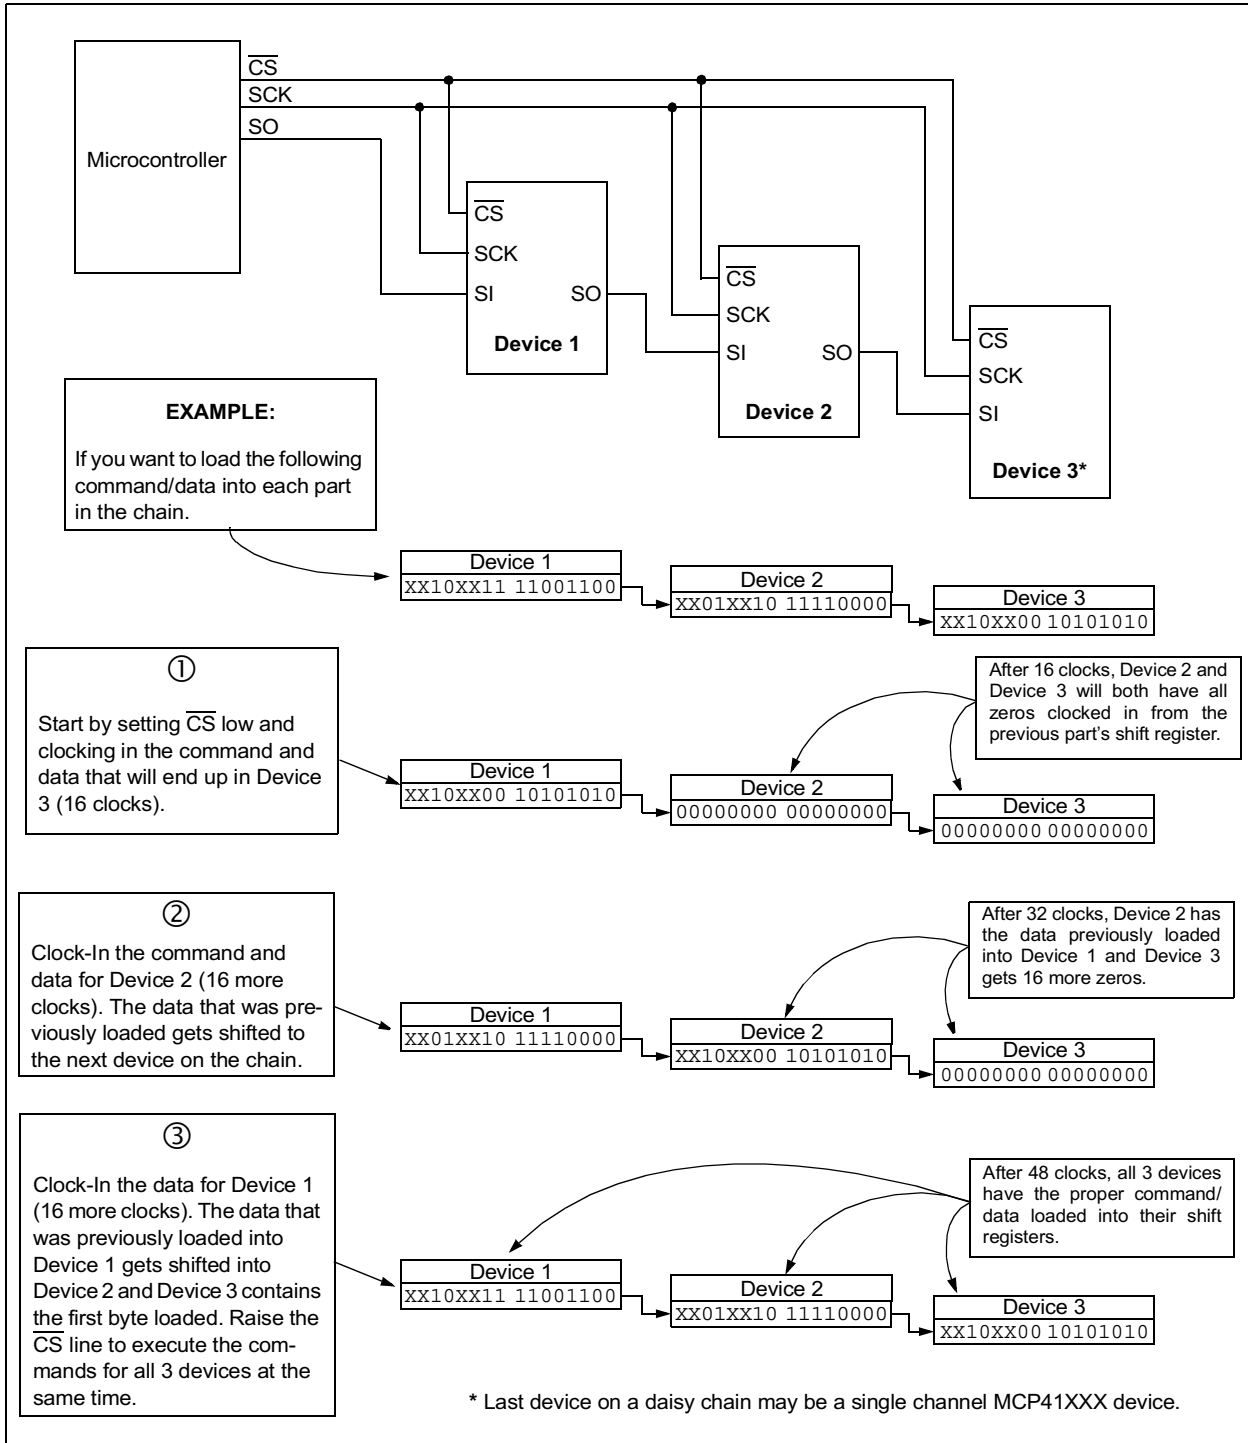 CS
SCK
SO
Microcontroller
CS
SCK
SI SO
Device 1
CS
SCK
SI SO
Device 2
CS
SCK
SI
Device 3*
EXAMPLE:
If you want to load the following
command/data into each part
in the chain.
Device 1
XX10XX11 11001100
Device 2
XX01XX10 11110000
Device 3
XX10XX00 10101010
①
Start by setting CS low and
clocking in the command and
data that will end up in Device
3 (16 clocks).
After 16 clocks, Device 2 and
Device 3 will both have all
zeros clocked in from the
previous part's shift register.
Device 1
XX10XX00 10101010
Device 2
00000000 00000000
Device 3
00000000 00000000
②
Clock-In the command and
data for Device 2 (16 more
clocks). The data that was pre-
viously loaded gets shifted to
the next device on the chain.
After 32 clocks, Device 2 has
the data previously loaded
into Device 1 and Device 3
gets 16 more zeros.
Device 1
XX01XX10 11110000
Device 2
XX10XX00 10101010
Device 3
00000000 00000000
③
Clock-In the data for Device 1
(16 more clocks). The data that
was previously loaded into
Device 1 gets shifted into
Device 2 and Device 3 contains
the first byte loaded. Raise the
CS line to execute the com-
mands for all 3 devices at the
same time.
After 48 clocks, all 3 devices
have the proper command/
data loaded into their shift
registers.
Device 1
XX10XX11 11001100
Device 2
XX01XX10 11110000
Device 3
XX10XX00 10101010
* Last device on a daisy chain may be a single channel MCP41XXX device.